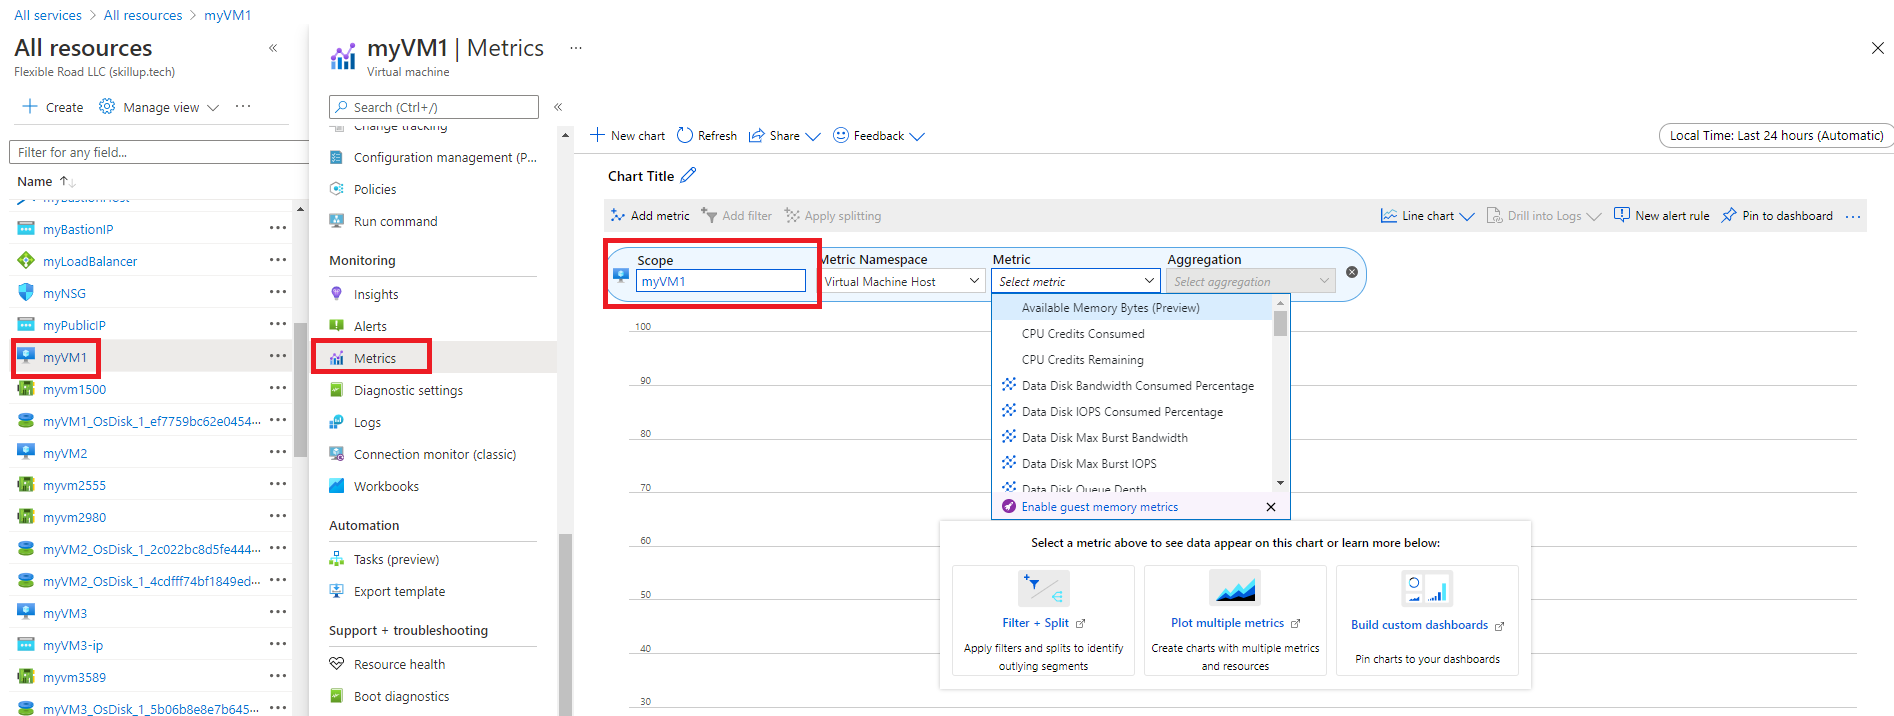 All services > All resources > myVM1
All resources
«
Flexible Road LLC (skillup.tech)
Create
Manage view
...
Filter for any field...
Name
myBastionHost
myBastionIP
myLoadBalancer
myNSG
myPublicIP
myVM1
myvm1500
myVM1_OsDisk_1_ef7759bc62e0454...
myVM2
myvm2555
myvm2980
myVM2_OsDisk_1_2c022bc8d5fe444...
myVM2_OsDisk_1_4cdfff74bf1849ed...
myVM3
myVM3-ip
myvm3589
myVM3_OsDisk_1_5b06b8e8e7b645...
myVM1 | Metrics
...
Virtual machine
Search (Ctrl+/)
«
Change tracking
Configuration management (P...
Policies
Run command
Monitoring
Insights
Alerts
Metrics
Diagnostic settings
Logs
Connection monitor (classic)
Workbooks
Automation
Tasks (preview)
Export template
Support + troubleshooting
Resource health
Boot diagnostics
New chart
Refresh
Share
Feedback
Local Time: Last 24 hours (Automatic)
Chart Title
Add metric
Add filter
Apply splitting
Line chart
Drill into Logs
New alert rule
Pin to dashboard
...
Scope
myVM1
Metric Namespace
Virtual Machine Host
Metric
Select metric
Aggregation
Select aggregation
Available Memory Bytes (Preview)
CPU Credits Consumed
CPU Credits Remaining
Data Disk Bandwidth Consumed Percentage
Data Disk IOPS Consumed Percentage
Data Disk Max Burst Bandwidth
Data Disk Max Burst IOPS
Data Disk Queue Depth
Enable guest memory metrics
100
90
80
70
60
50
40
30
Select a metric above to see data appear on this chart or learn more below:
Filter + Split
Apply filters and splits to identify
outlying segments
Plot multiple metrics
Create charts with multiple metrics
and resources
Build custom dashboards
Pin charts to your dashboards